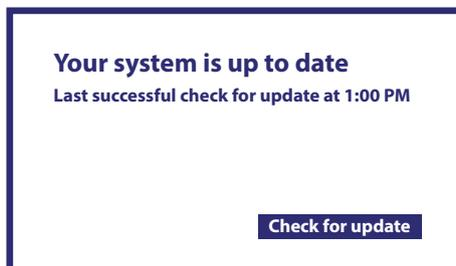 Your system is up to date
Last successful check for update at 1:00 PM
Check for update